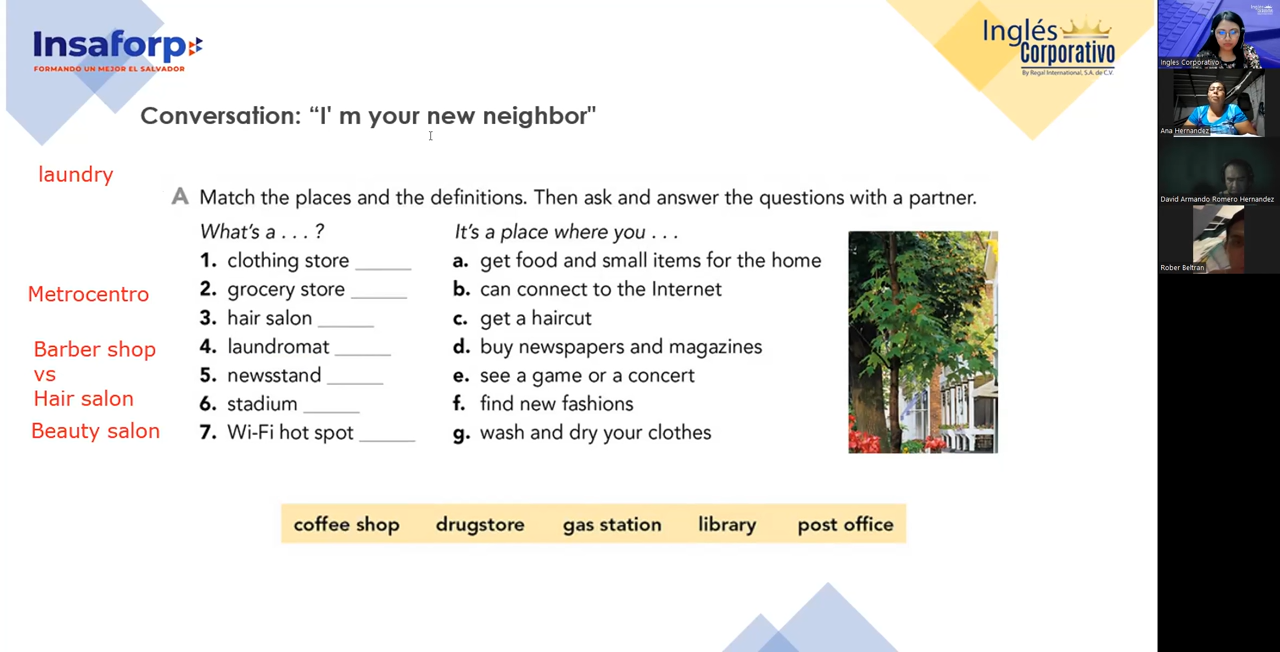 Insaforp
FORMANDO UN MEJOR EL SALVADOR
Inglés
Corporativo
By Regal International, S.A. de C.V.
Conversation: “I' m your new neighbor"
laundry
A Match the places and the definitions. Then ask and answer the questions with a partner.
What's a . . . ?
It's a place where you . . .
1. clothing store ______
a. get food and small items for the home
2. grocery store ______
b. can connect to the Internet
3. hair salon ______
c. get a haircut
4. laundromat ______
d. buy newspapers and magazines
5. newsstand ______
e. see a game or a concert
6. stadium ______
f. find new fashions
7. Wi-Fi hot spot ______
g. wash and dry your clothes
Metrocentro
Barber shop
vs
Hair salon
Beauty salon
coffee shop drugstore gas station library post office
Ingles Corporativo
Ana Hernandez
David Armando Romero Hernandez
Rober Beltran